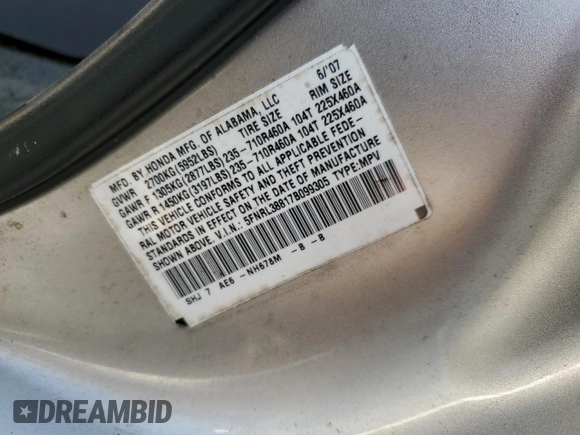 MFD. BY HONDA MFG. OF ALABAMA, LLC 6/'07
GVWR 2700KG (5952LBS) TIRE SIZE RIM SIZE
GAWR F 1305KG (2877LBS) 235-710R460A 104T 225X460A
GAWR R 1450KG (3197LBS) 235-710R460A 104T 225X460A
THIS VEHICLE CONFORMS TO ALL APPLICABLE FEDE-
RAL MOTOR VEHICLE SAFETY AND THEFT PREVENTION
STANDARDS IN EFFECT ON THE DATE OF MANUFACTURE
SHOWN ABOVE. V.I.N.: 5FNRL38817B099305 TYPE:MPV
SHJ 7 AE6 -NH678M -B -B
DREAMBID